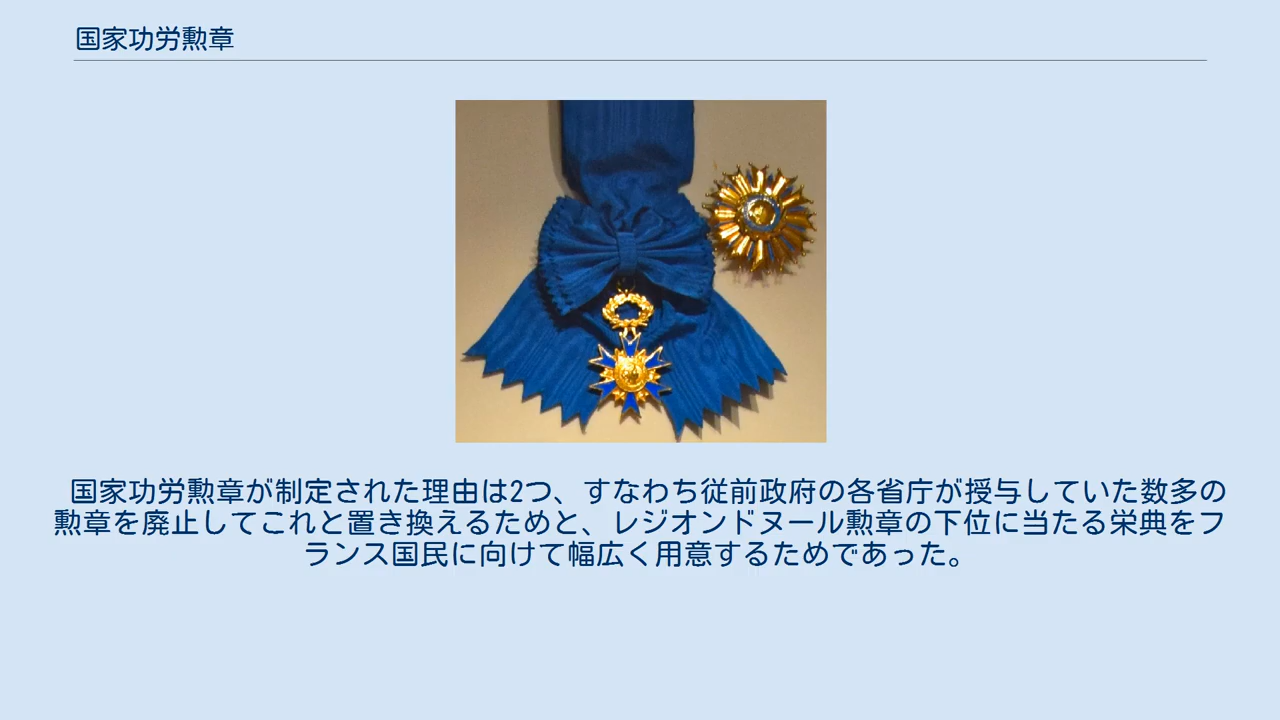 国家功労勲章
国家功労勲章が制定された理由は2つ、すなわち従前政府の各省庁が授与していた数多の
勲章を廃止してこれと置き換えるためと、レジオンドヌール勲章の下位に当たる栄典をフ
ランス国民に向けて幅広く用意するためであった。